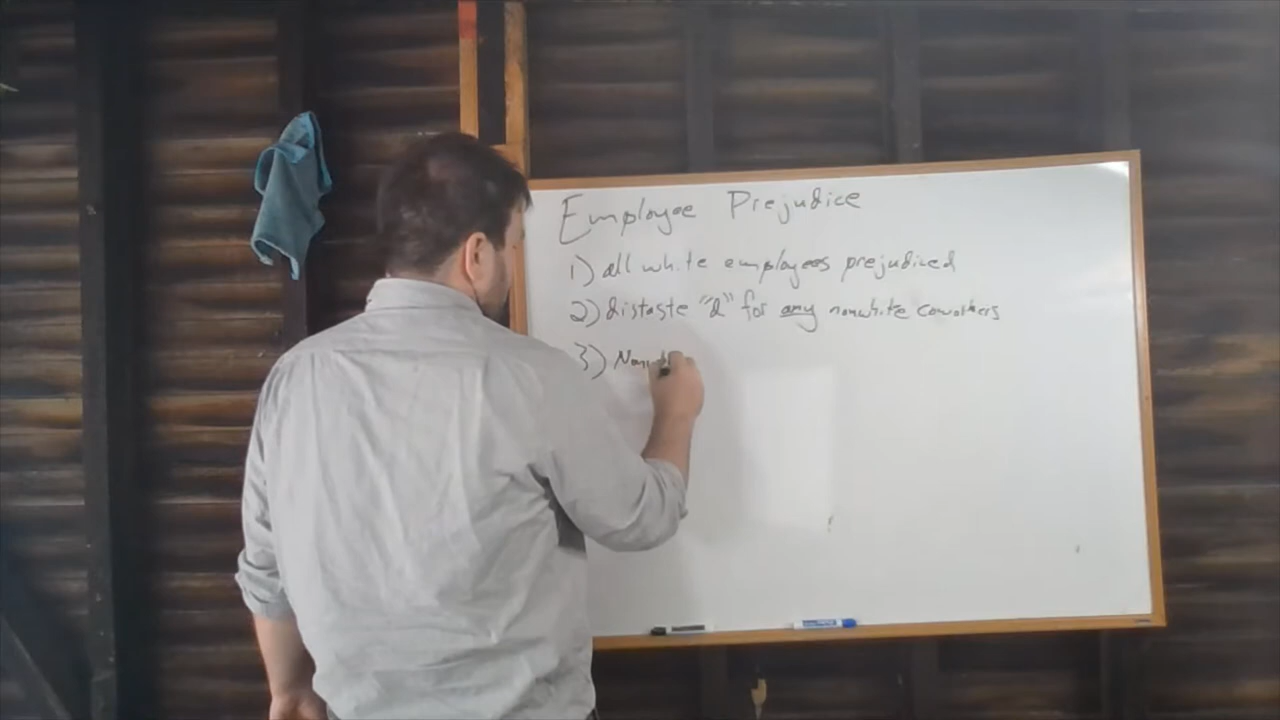 Employee Prejudice
1) all white employees prejudiced
2) distaste "d" for any nonwhite coworkers
3)